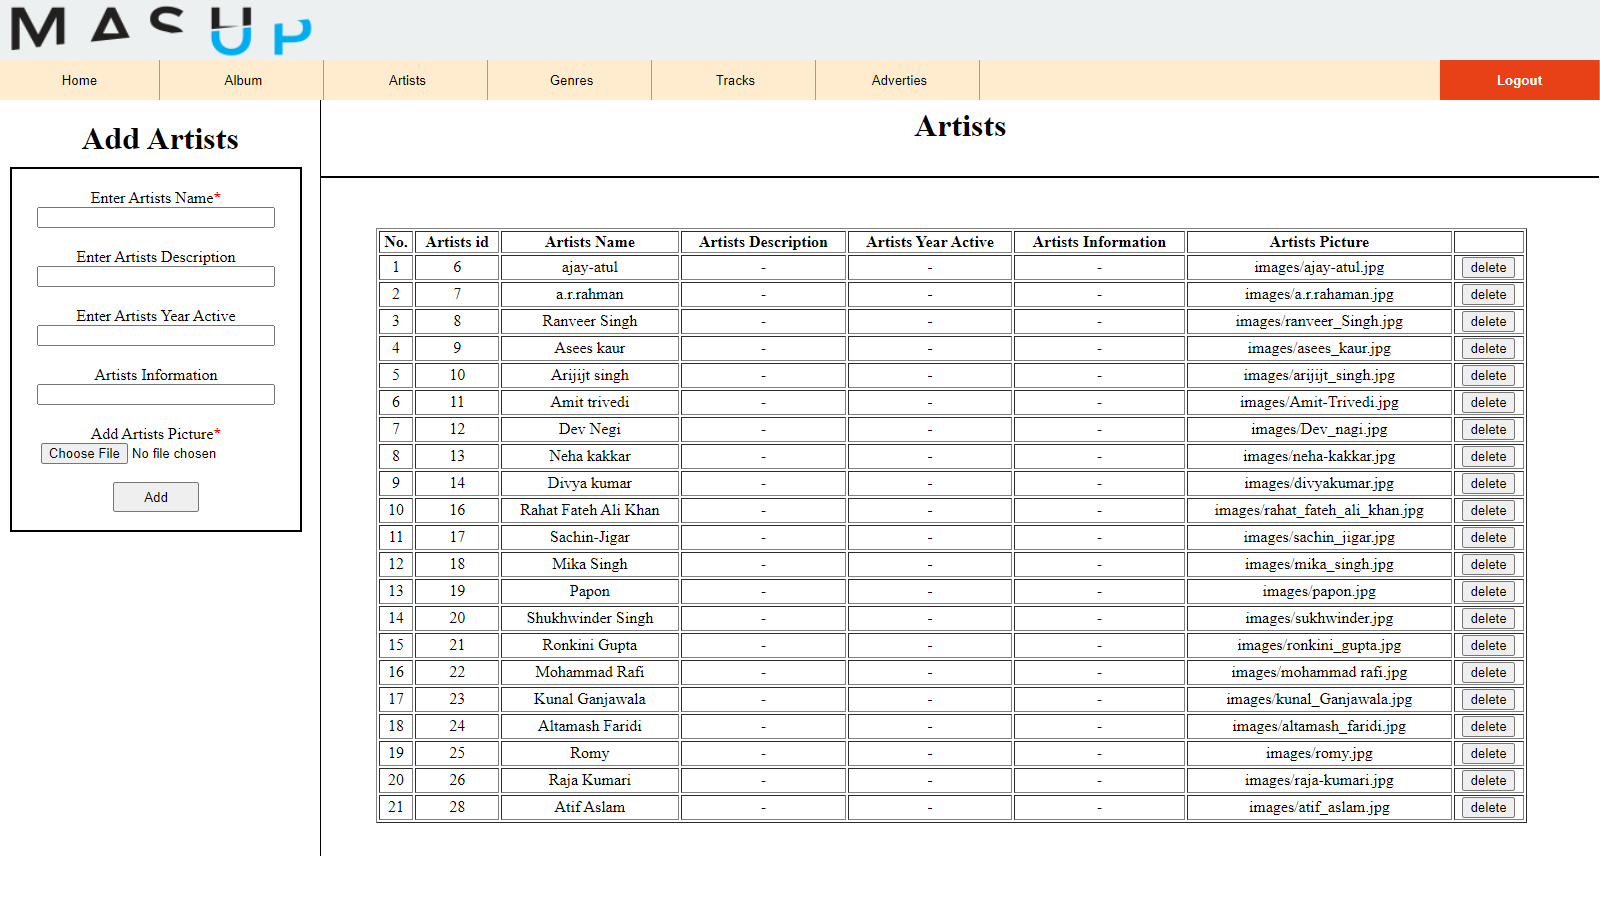 MASUP
Home Album Artists Genres Tracks Adverties Logout
Add Artists
Enter Artists Name*
Enter Artists Description
Enter Artists Year Active
Artists Information
Add Artists Picture*
Choose File No file chosen
Add
Artists
No. Artists id Artists Name Artists Description Artists Year Active Artists Information Artists Picture
1 6 ajay-atul - - - images/ajay-atul.jpg delete
2 7 a.r.rahman - - - images/a.r.rahaman.jpg delete
3 8 Ranveer Singh - - - images/ranveer_Singh.jpg delete
4 9 Asees kaur - - - images/asees_kaur.jpg delete
5 10 Arijijt singh - - - images/arijijt_singh.jpg delete
6 11 Amit trivedi - - - images/Amit-Trivedi.jpg delete
7 12 Dev Negi - - - images/Dev_nagi.jpg delete
8 13 Neha kakkar - - - images/neha-kakkar.jpg delete
9 14 Divya kumar - - - images/divyakumar.jpg delete
10 16 Rahat Fateh Ali Khan - - - images/rahat_fateh_ali_khan.jpg delete
11 17 Sachin-Jigar - - - images/sachin_jigar.jpg delete
12 18 Mika Singh - - - images/mika_singh.jpg delete
13 19 Papon - - - images/papon.jpg delete
14 20 Shukhwinder Singh - - - images/sukhwinder.jpg delete
15 21 Ronkini Gupta - - - images/ronkini_gupta.jpg delete
16 22 Mohammad Rafi - - - images/mohammad rafi.jpg delete
17 23 Kunal Ganjawala - - - images/kunal_Ganjawala.jpg delete
18 24 Altamash Faridi - - - images/altamash_faridi.jpg delete
19 25 Romy - - - images/romy.jpg delete
20 26 Raja Kumari - - - images/raja-kumari.jpg delete
21 28 Atif Aslam - - - images/atif_aslam.jpg delete